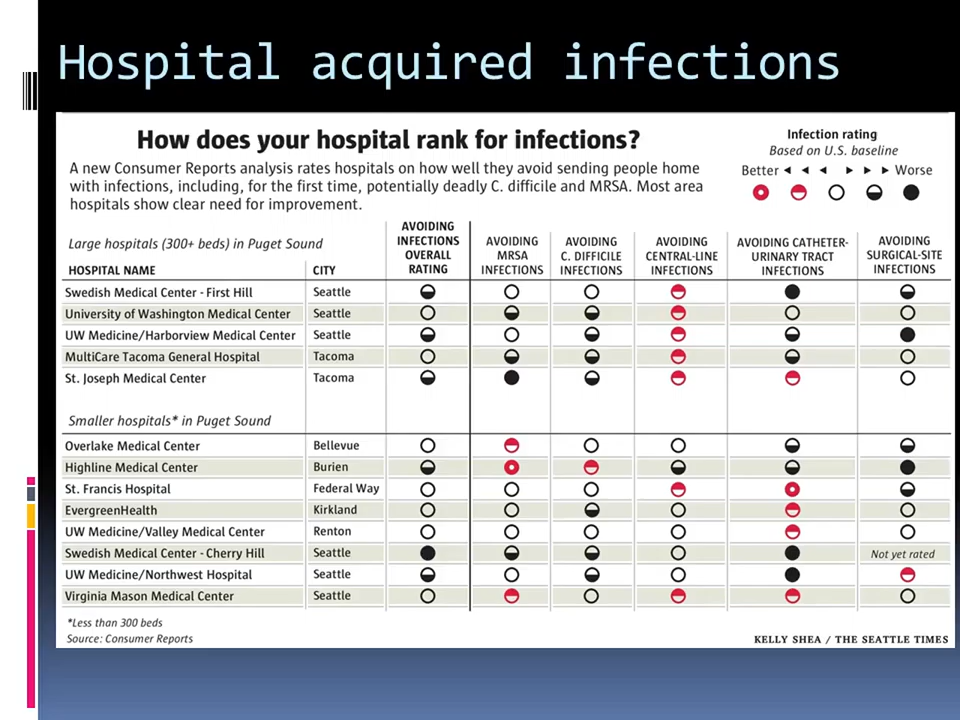 Hospital acquired infections
How does your hospital rank for infections?
A new Consumer Reports analysis rates hospitals on how well they avoid sending people home
with infections, including, for the first time, potentially deadly C. difficile and MRSA. Most area
hospitals show clear need for improvement.
Infection rating
Based on U.S. baseline
Better Worse
Large hospitals (300+ beds) in Puget Sound
HOSPITAL NAME CITY
AVOIDING
INFECTIONS
OVERALL
RATING
AVOIDING
MRSA
INFECTIONS
AVOIDING
C. DIFFICILE
INFECTIONS
AVOIDING
CENTRAL-LINE
INFECTIONS
AVOIDING CATHETER-
URINARY TRACT
INFECTIONS
AVOIDING
SURGICAL-SITE
INFECTIONS
Swedish Medical Center - First Hill Seattle
University of Washington Medical Center Seattle
UW Medicine/Harborview Medical Center Seattle
MultiCare Tacoma General Hospital Tacoma
St. Joseph Medical Center Tacoma
Smaller hospitals* in Puget Sound
Overlake Medical Center Bellevue
Highline Medical Center Burien
St. Francis Hospital Federal Way
EvergreenHealth Kirkland
UW Medicine/Valley Medical Center Renton
Swedish Medical Center - Cherry Hill Seattle Not yet rated
UW Medicine/Northwest Hospital Seattle
Virginia Mason Medical Center Seattle
*Less than 300 beds
Source: Consumer Reports
KELLY SHEA / THE SEATTLE TIMES